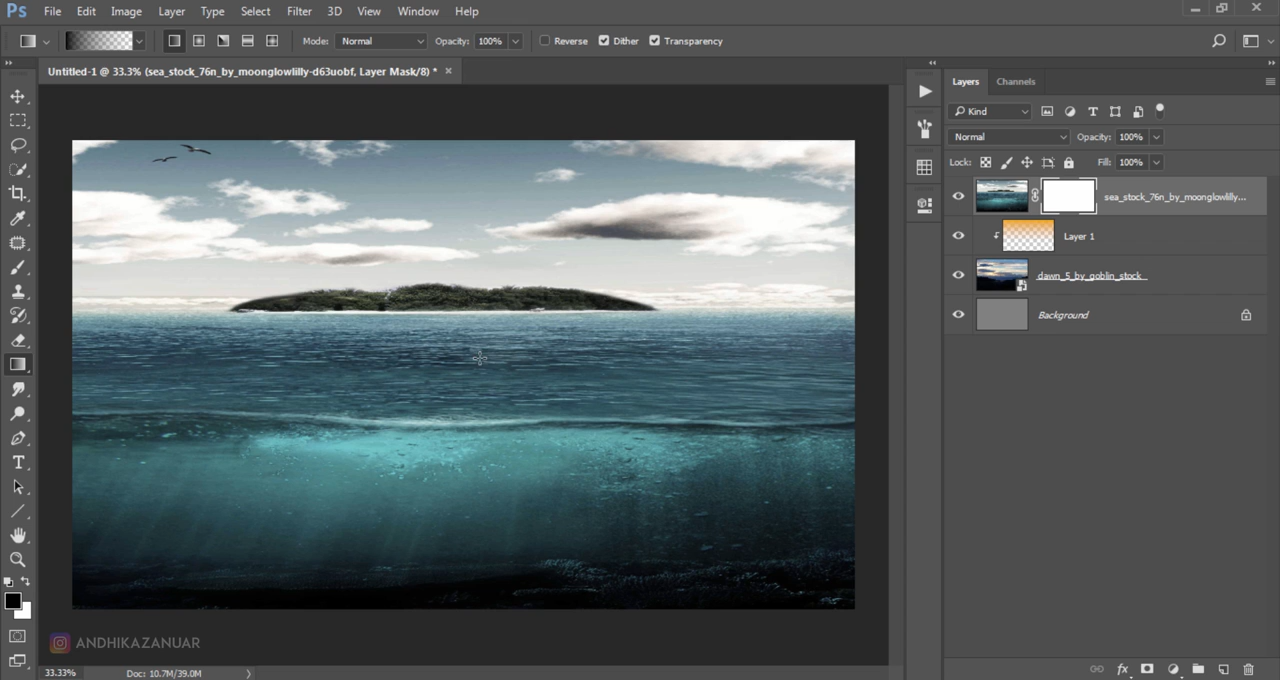 Ps File Edit Image Layer Type Select Filter 3D View Window Help
Mode: Normal Opacity: 100% Reverse Dither Transparency
Untitled-1 @ 33.3% (sea_stock_76n_by_moonglowlilly-d63uobf, Layer Mask/8) * ×
Layers Channels
Kind
Normal Opacity: 100%
Lock: Fill: 100%
sea_stock_76n_by_moonglowlilly...
Layer 1
dawn_5_by_goblin_stock
Background
ANDHIKAZANUAR
33.33% Doc: 10.7M/39.0M